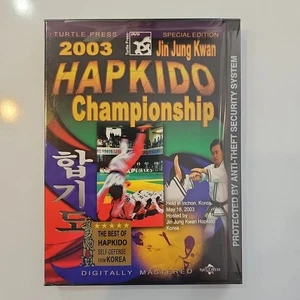 TURTLE PRESS
SPECIAL EDITION
2003 Jin Jung Kwan
HAPKIDO
Championship
합기도
Held in Inchon, Korea,
May 18, 2003
Hosted by
Jin Jung Kwan Hapkido
Korea
THE BEST OF
HAPKIDO
SELF-DEFENSE
FROM KOREA
DIGITALLY MASTERED
PROTECTED BY ANTI-THEFT SECURITY SYSTEM